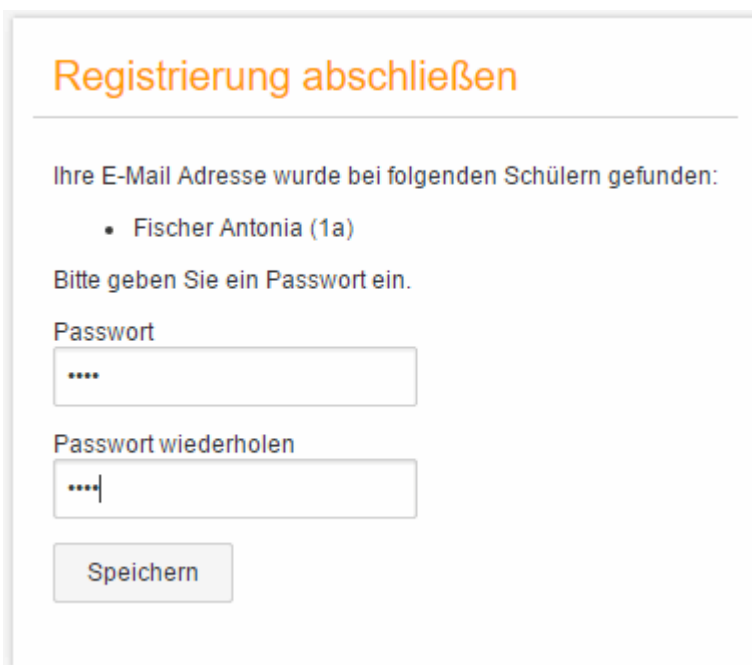 Registrierung abschließen
Ihre E-Mail Adresse wurde bei folgenden Schülern gefunden:
• Fischer Antonia (1a)
Bitte geben Sie ein Passwort ein.
Passwort
••••
Passwort wiederholen
••••
Speichern